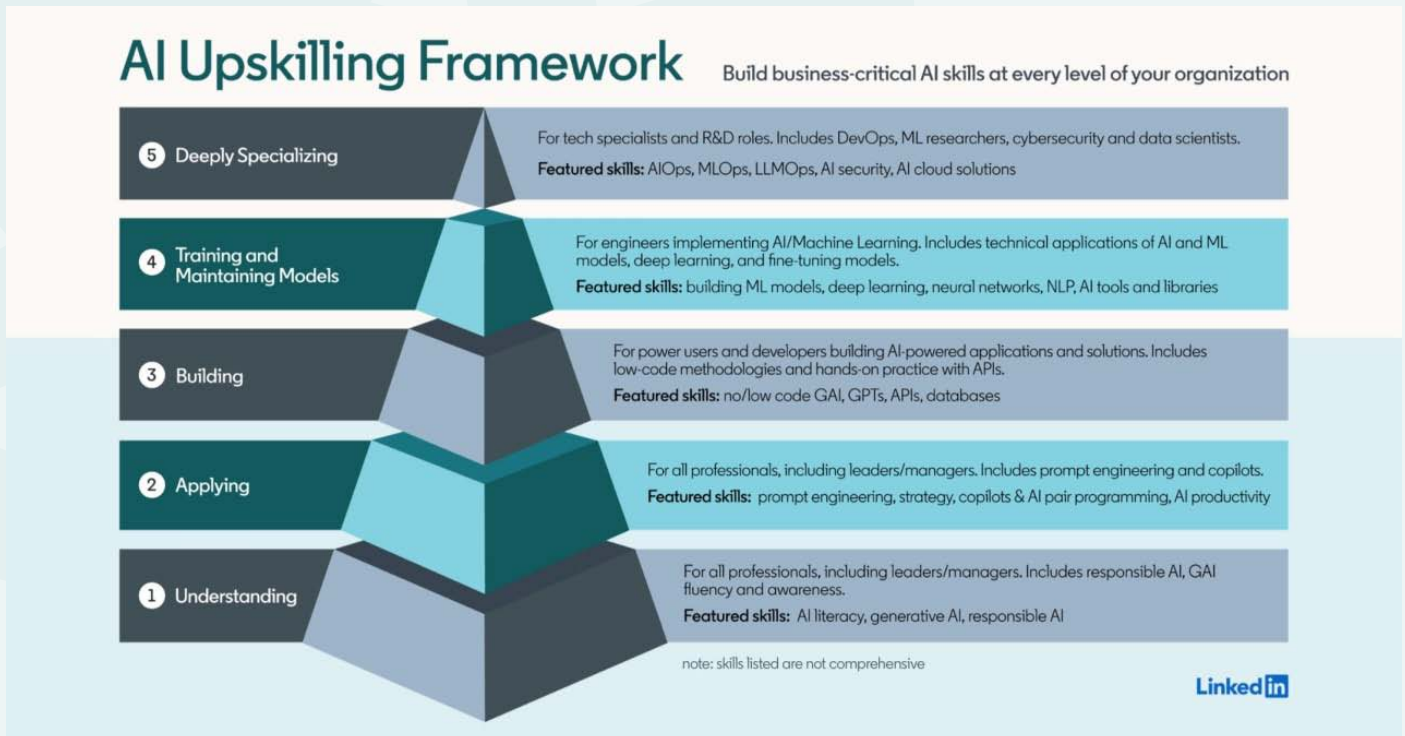 AI Upskilling Framework
Build business-critical AI skills at every level of your organization
5 Deeply Specializing
For tech specialists and R&D roles. Includes DevOps, ML researchers, cybersecurity and data scientists.
Featured skills: AIOps, MLOps, LLMOps, AI security, AI cloud solutions
4 Training and
Maintaining Models
For engineers implementing AI/Machine Learning. Includes technical applications of AI and ML
models, deep learning, and fine-tuning models.
Featured skills: building ML models, deep learning, neural networks, NLP, AI tools and libraries
3 Building
For power users and developers building AI-powered applications and solutions. Includes
low-code methodologies and hands-on practice with APIs.
Featured skills: no/low code GAI, GPTs, APIs, databases
2 Applying
For all professionals, including leaders/managers. Includes prompt engineering and copilots.
Featured skills: prompt engineering, strategy, copilots & AI pair programming, AI productivity
1 Understanding
For all professionals, including leaders/managers. Includes responsible AI, GAI
fluency and awareness.
Featured skills: AI literacy, generative AI, responsible AI
note: skills listed are not comprehensive
Linked in